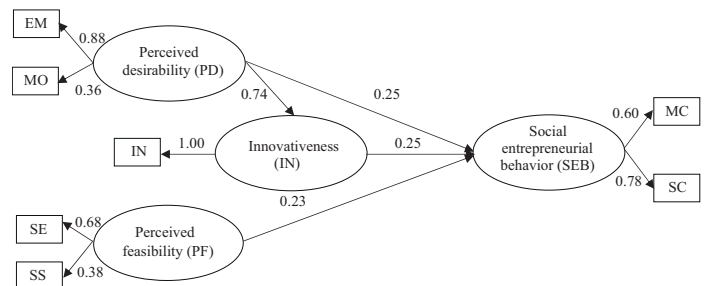 EM
0.88
MO
0.36
Perceived
desirability (PD)
0.74
0.25
IN
1.00
Innovativeness
(IN)
0.25
0.23
SE
0.68
SS
0.38
Perceived
feasibility (PF)
Social
entrepreneurial
behavior (SEB)
0.60
MC
0.78
SC